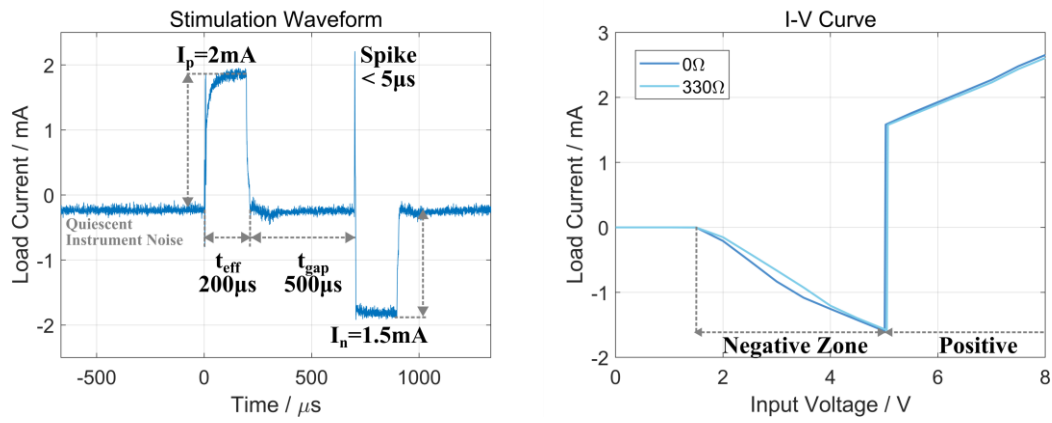 Stimulation Waveform
I-V Curve
Load Current / mA
2
1
0
-1
-2
Iₚ=2mA
Spike
< 5μs
Quiescent
Instrument Noise
t_eff
200μs
t_gap
500μs
Iₙ=1.5mA
-500
0
500
1000
Time / μs
Load Current / mA
3
2
1
0
-1
-2
0Ω
330Ω
Negative Zone
Positive
0
2
4
6
8
Input Voltage / V